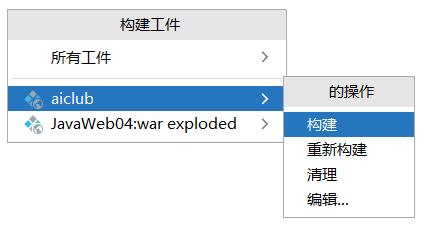 构建工件
所有工件
aiclub
JavaWeb04:war exploded
的操作
构建
重新构建
清理
编辑...